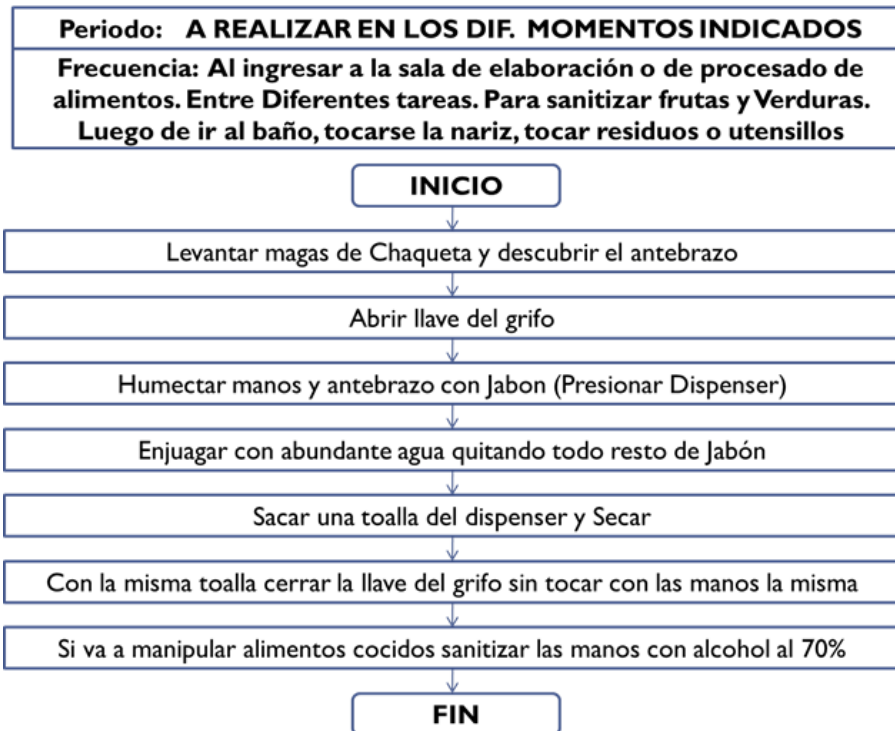 Periodo: A REALIZAR EN LOS DIF. MOMENTOS INDICADOS
Frecuencia: Al ingresar a la sala de elaboración o de procesado de
alimentos. Entre Diferentes tareas. Para sanitizar frutas y Verduras.
Luego de ir al baño, tocarse la nariz, tocar residuos o utensillos
INICIO
Levantar magas de Chaqueta y descubrir el antebrazo
Abrir llave del grifo
Humectar manos y antebrazo con Jabon (Presionar Dispenser)
Enjuagar con abundante agua quitando todo resto de Jabón
Sacar una toalla del dispenser y Secar
Con la misma toalla cerrar la llave del grifo sin tocar con las manos la misma
Si va a manipular alimentos cocidos sanitizar las manos con alcohol al 70%
FIN